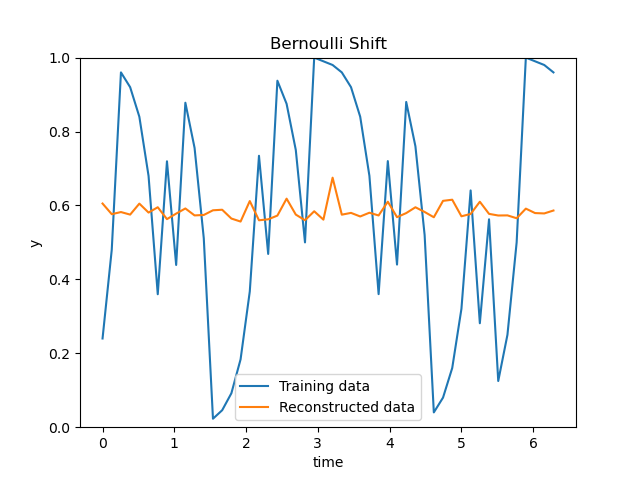 Bernoulli Shift
y
1.0
0.8
0.6
0.4
0.2
0.0
Training data
Reconstructed data
0 1 2 3 4 5 6
time